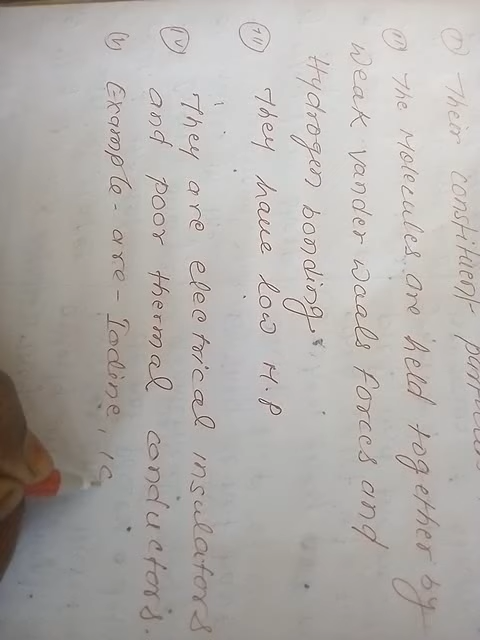 (i) Their constituent
(ii) The Molecules are held together by
weak vander waals forces and
Hydrogen bonding.
(iii) They have low M.P
(iv) They are electrical insulators
and poor thermal conductors.
(v) Example - are - Iodine, ic